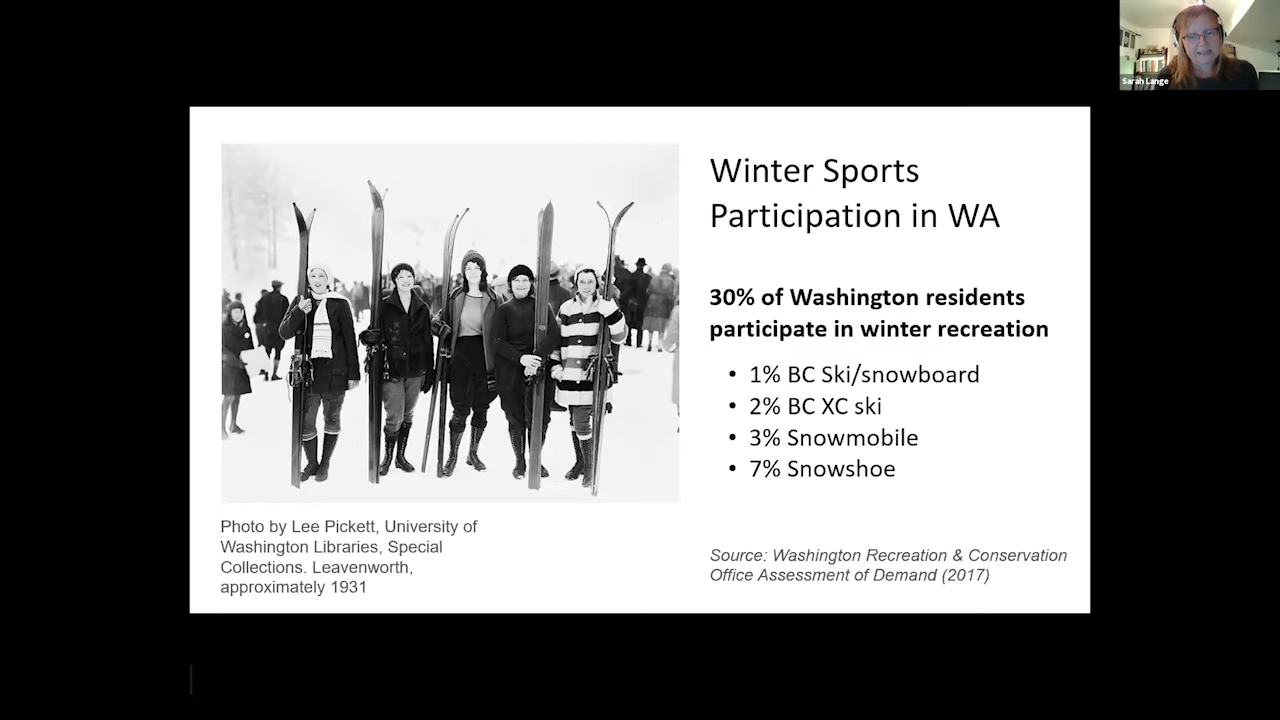 Sarah Lange
Winter Sports
Participation in WA
30% of Washington residents
participate in winter recreation
• 1% BC Ski/snowboard
• 2% BC XC ski
• 3% Snowmobile
• 7% Snowshoe
Photo by Lee Pickett, University of
Washington Libraries, Special
Collections. Leavenworth,
approximately 1931
Source: Washington Recreation & Conservation
Office Assessment of Demand (2017)